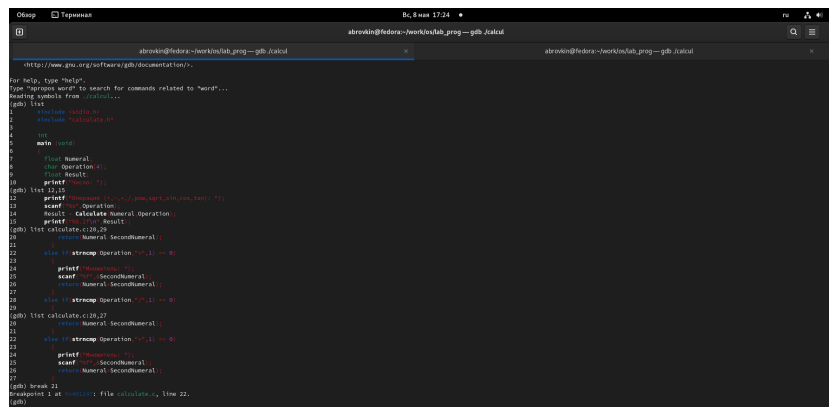 Обзор Терминал Вс, 8 мая 17:24 ru
abrovkin@fedora:~/work/os/lab_prog — gdb ./calcul
abrovkin@fedora:~/work/os/lab_prog — gdb ./calcul × abrovkin@fedora:~/work/os/lab_prog — gdb ./calcul ×
<http://www.gnu.org/software/gdb/documentation/>.
For help, type "help".
Type "apropos word" to search for commands related to "word"...
Reading symbols from ./calcul...
(gdb) list
1 #include <stdio.h>
2 #include "calculate.h"
3
4 int
5 main (void)
6 {
7 float Numeral;
8 char Operation[4];
9 float Result;
10 printf("Число: ");
(gdb) list 12,15
12 printf("Операция (+,-,*,/,pow,sqrt,sin,cos,tan): ");
13 scanf("%s",Operation);
14 Result = Calculate(Numeral,Operation);
15 printf("%6.2f\n",Result);
(gdb) list calculate.c:20,29
20 return(Numeral-SecondNumeral);
21 }
22 else if(strncmp(Operation,"*",1) == 0)
23 {
24 printf("Множитель: ");
25 scanf("%f",&SecondNumeral);
26 return(Numeral*SecondNumeral);
27 }
28 else if(strncmp(Operation,"/",1) == 0)
29 {
(gdb) list calculate.c:20,27
20 return(Numeral-SecondNumeral);
21 }
22 else if(strncmp(Operation,"*",1) == 0)
23 {
24 printf("Множитель: ");
25 scanf("%f",&SecondNumeral);
26 return(Numeral*SecondNumeral);
27 }
(gdb) break 21
Breakpoint 1 at : file calculate.c, line 22.
(gdb)